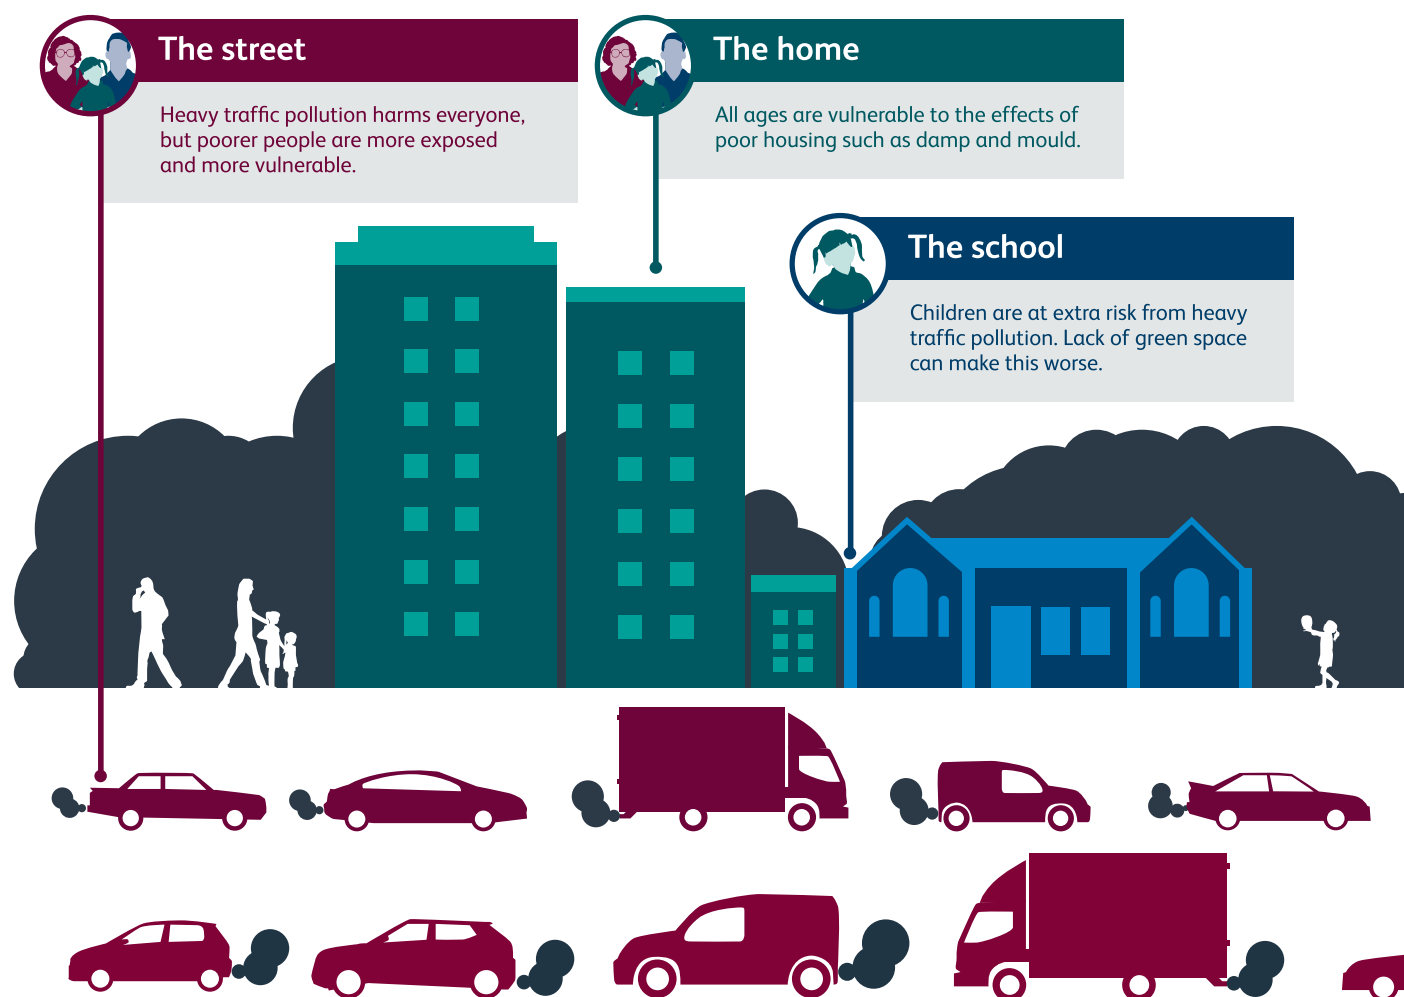 The street
Heavy traffic pollution harms everyone,
but poorer people are more exposed
and more vulnerable.
The home
All ages are vulnerable to the effects of
poor housing such as damp and mould.
The school
Children are at extra risk from heavy
traffic pollution. Lack of green space
can make this worse.